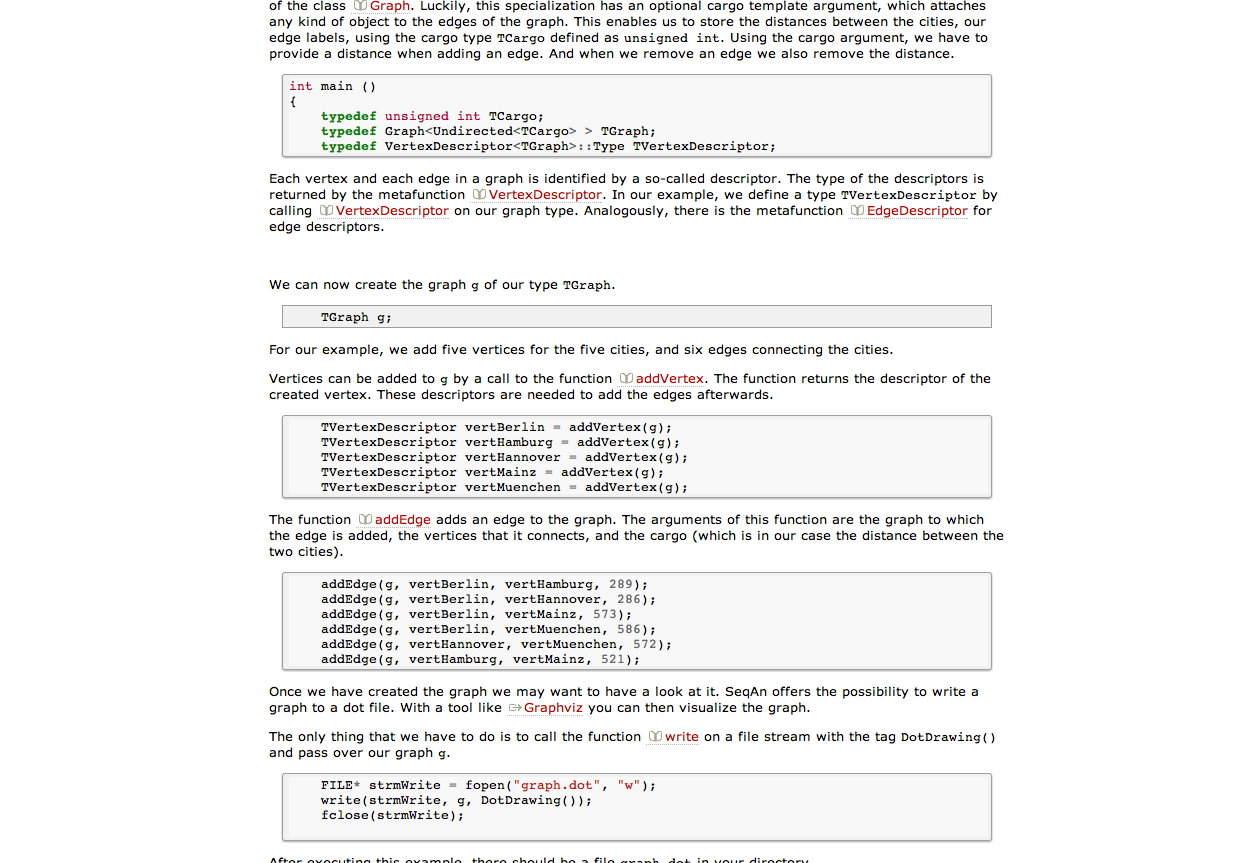 of the class Graph. Luckily, this specialization has an optional cargo template argument, which attaches
any kind of object to the edges of the graph. This enables us to store the distances between the cities, our
edge labels, using the cargo type TCargo defined as unsigned int. Using the cargo argument, we have to
provide a distance when adding an edge. And when we remove an edge we also remove the distance.
int main ()
{
typedef unsigned int TCargo;
typedef Graph<Undirected<TCargo> > TGraph;
typedef VertexDescriptor<TGraph>::Type TVertexDescriptor;
Each vertex and each edge in a graph is identified by a so-called descriptor. The type of the descriptors is
returned by the metafunction VertexDescriptor. In our example, we define a type TVertexDescriptor by
calling VertexDescriptor on our graph type. Analogously, there is the metafunction EdgeDescriptor for
edge descriptors.
We can now create the graph g of our type TGraph.
TGraph g;
For our example, we add five vertices for the five cities, and six edges connecting the cities.
Vertices can be added to g by a call to the function addVertex. The function returns the descriptor of the
created vertex. These descriptors are needed to add the edges afterwards.
TVertexDescriptor vertBerlin = addVertex(g);
TVertexDescriptor vertHamburg = addVertex(g);
TVertexDescriptor vertHannover = addVertex(g);
TVertexDescriptor vertMainz = addVertex(g);
TVertexDescriptor vertMuenchen = addVertex(g);
The function addEdge adds an edge to the graph. The arguments of this function are the graph to which
the edge is added, the vertices that it connects, and the cargo (which is in our case the distance between the
two cities).
addEdge(g, vertBerlin, vertHamburg, 289);
addEdge(g, vertBerlin, vertHannover, 286);
addEdge(g, vertBerlin, vertMainz, 573);
addEdge(g, vertBerlin, vertMuenchen, 586);
addEdge(g, vertHannover, vertMuenchen, 572);
addEdge(g, vertHamburg, vertMainz, 521);
Once we have created the graph we may want to have a look at it. SeqAn offers the possibility to write a
graph to a dot file. With a tool like Graphviz you can then visualize the graph.
The only thing that we have to do is to call the function write on a file stream with the tag DotDrawing()
and pass over our graph g.
FILE* strmWrite = fopen("graph.dot", "w");
write(strmWrite, g, DotDrawing());
fclose(strmWrite);
After executing this example, there should be a file graph.dot in your directory.